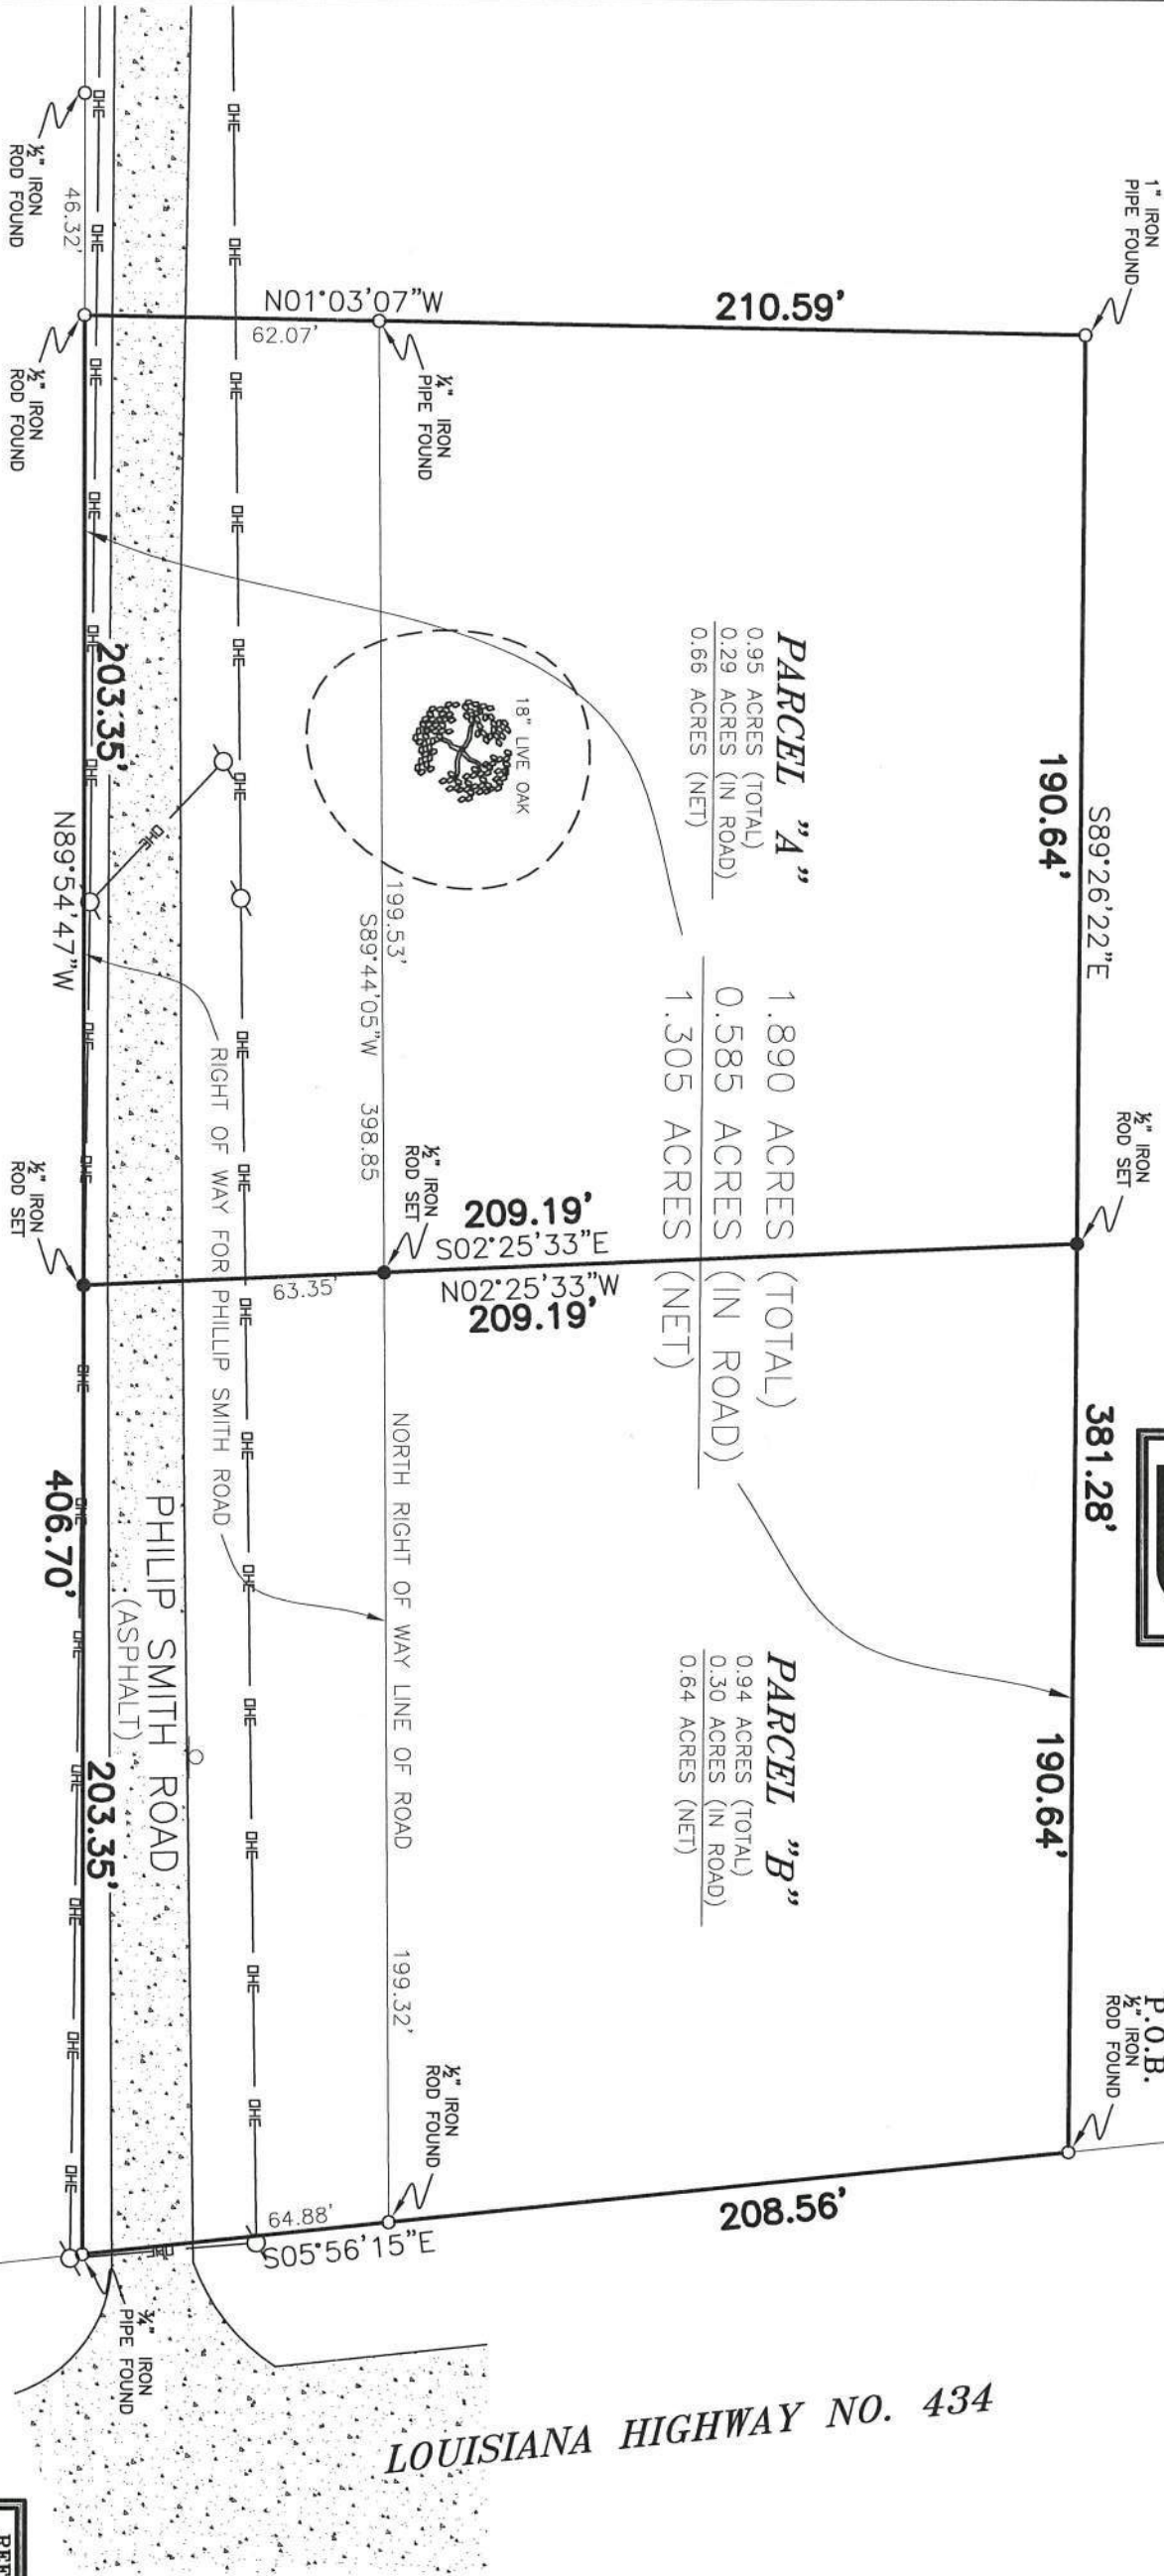 1" IRON
PIPE FOUND
S89°26'22"E
190.64'
½" IRON
ROD SET
381.28'
190.64'
P.O.B.
½" IRON
ROD FOUND
N01°03'07"W
210.59'
62.07'
¾" IRON
PIPE FOUND
PARCEL "A"
0.95 ACRES (TOTAL)
0.29 ACRES (IN ROAD)
0.66 ACRES (NET)
1.890 ACRES (TOTAL)
0.585 ACRES (IN ROAD)
1.305 ACRES (NET)
PARCEL "B"
0.94 ACRES (TOTAL)
0.30 ACRES (IN ROAD)
0.64 ACRES (NET)
18" LIVE OAK
209.19'
S02°25'33"E
N02°25'33"W
209.19'
63.35'
½" IRON
ROD SET
199.53'
S89°44'05"W 398.85
NORTH RIGHT OF WAY LINE OF ROAD
199.32'
½" IRON
ROD FOUND
208.56'
S05°56'15"E
64.88'
OHE
RIGHT OF WAY FOR PHILLIP SMITH ROAD
PHILIP SMITH ROAD
(ASPHALT)
203.35'
203.35'
N89°54'47"W
406.70'
46.32'
½" IRON
ROD FOUND
½" IRON
ROD FOUND
½" IRON
ROD SET
¾" IRON
PIPE FOUND
LOUISIANA HIGHWAY NO. 434